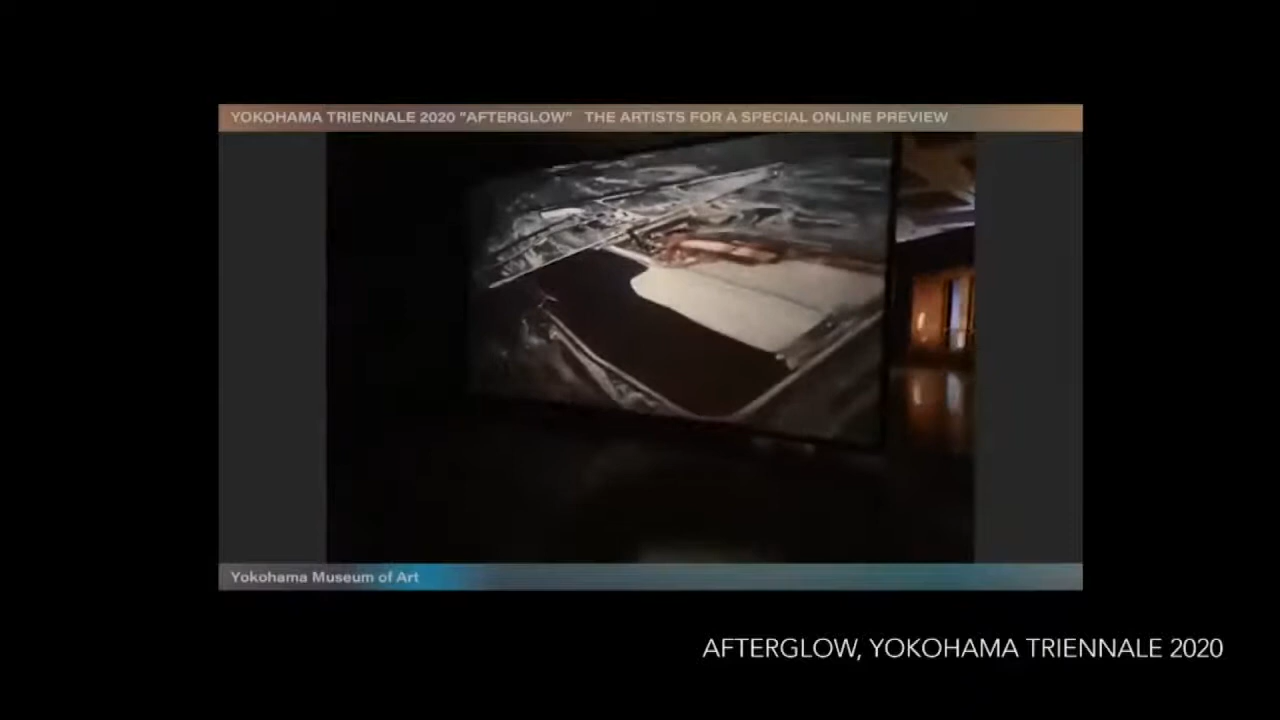 YOKOHAMA TRIENNALE 2020 "AFTERGLOW" THE ARTISTS FOR A SPECIAL ONLINE PREVIEW
Yokohama Museum of Art
AFTERGLOW, YOKOHAMA TRIENNALE 2020